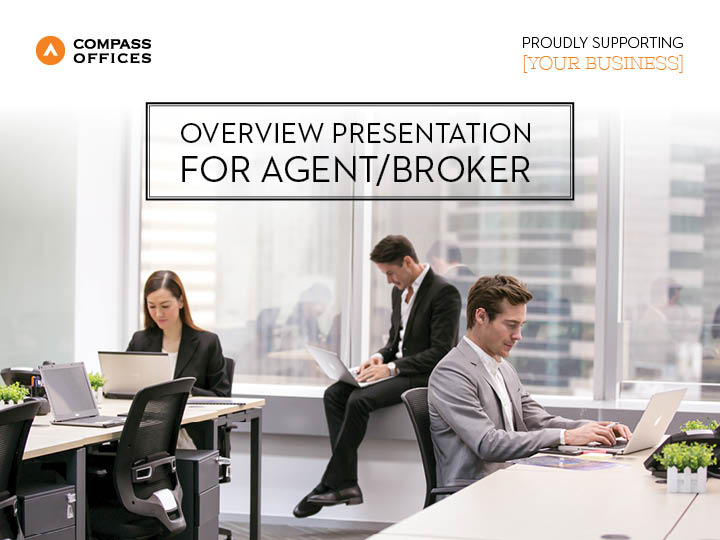 COMPASS
OFFICES
PROUDLY SUPPORTING
[YOUR BUSINESS]
OVERVIEW PRESENTATION
FOR AGENT/BROKER